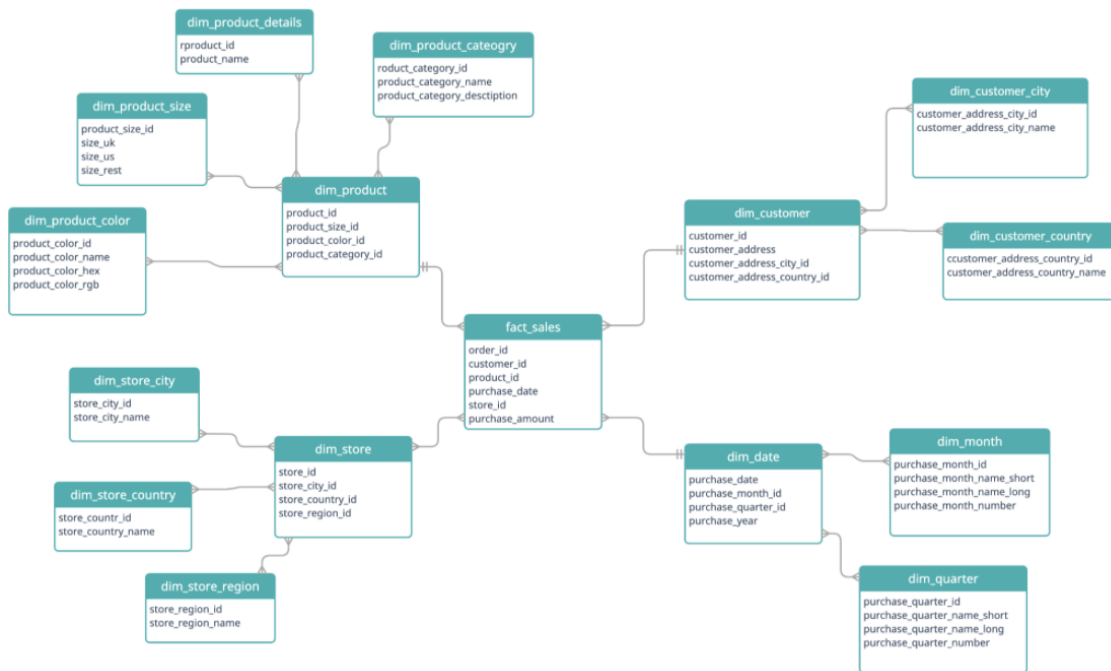 dim_product_details
rproduct_id
product_name
dim_product_cateogry
roduct_category_id
product_category_name
product_category_desctiption
dim_product_size
product_size_id
size_uk
size_us
size_rest
dim_product_color
product_color_id
product_color_name
product_color_hex
product_color_rgb
dim_product
product_id
product_size_id
product_color_id
product_category_id
dim_customer_city
customer_address_city_id
customer_address_city_name
dim_customer
customer_id
customer_address
customer_address_city_id
customer_address_country_id
dim_customer_country
ccustomer_address_country_id
customer_address_country_name
fact_sales
order_id
customer_id
product_id
purchase_date
store_id
purchase_amount
dim_store_city
store_city_id
store_city_name
dim_store
store_id
store_city_id
store_country_id
store_region_id
dim_store_country
store_countr_id
store_country_name
dim_store_region
store_region_id
store_region_name
dim_date
purchase_date
purchase_month_id
purchase_quarter_id
purchase_year
dim_month
purchase_month_id
purchase_month_name_short
purchase_month_name_long
purchase_month_number
dim_quarter
purchase_quarter_id
purchase_quarter_name_short
purchase_quarter_name_long
purchase_quarter_number